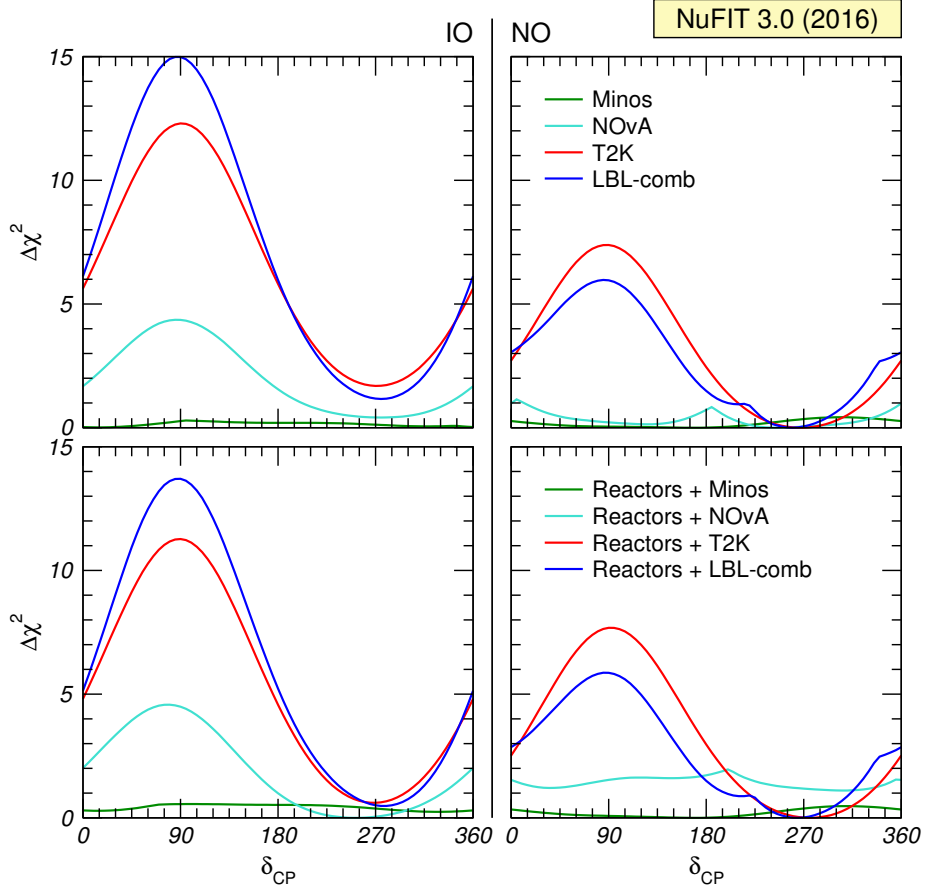 NuFIT 3.0 (2016)
IO
NO
15
10
5
0
Δχ²
Minos
NOvA
T2K
LBL-comb
15
10
5
0
Δχ²
Reactors + Minos
Reactors + NOvA
Reactors + T2K
Reactors + LBL-comb
0 90 180 270 360
0 90 180 270 360
δCP
δCP